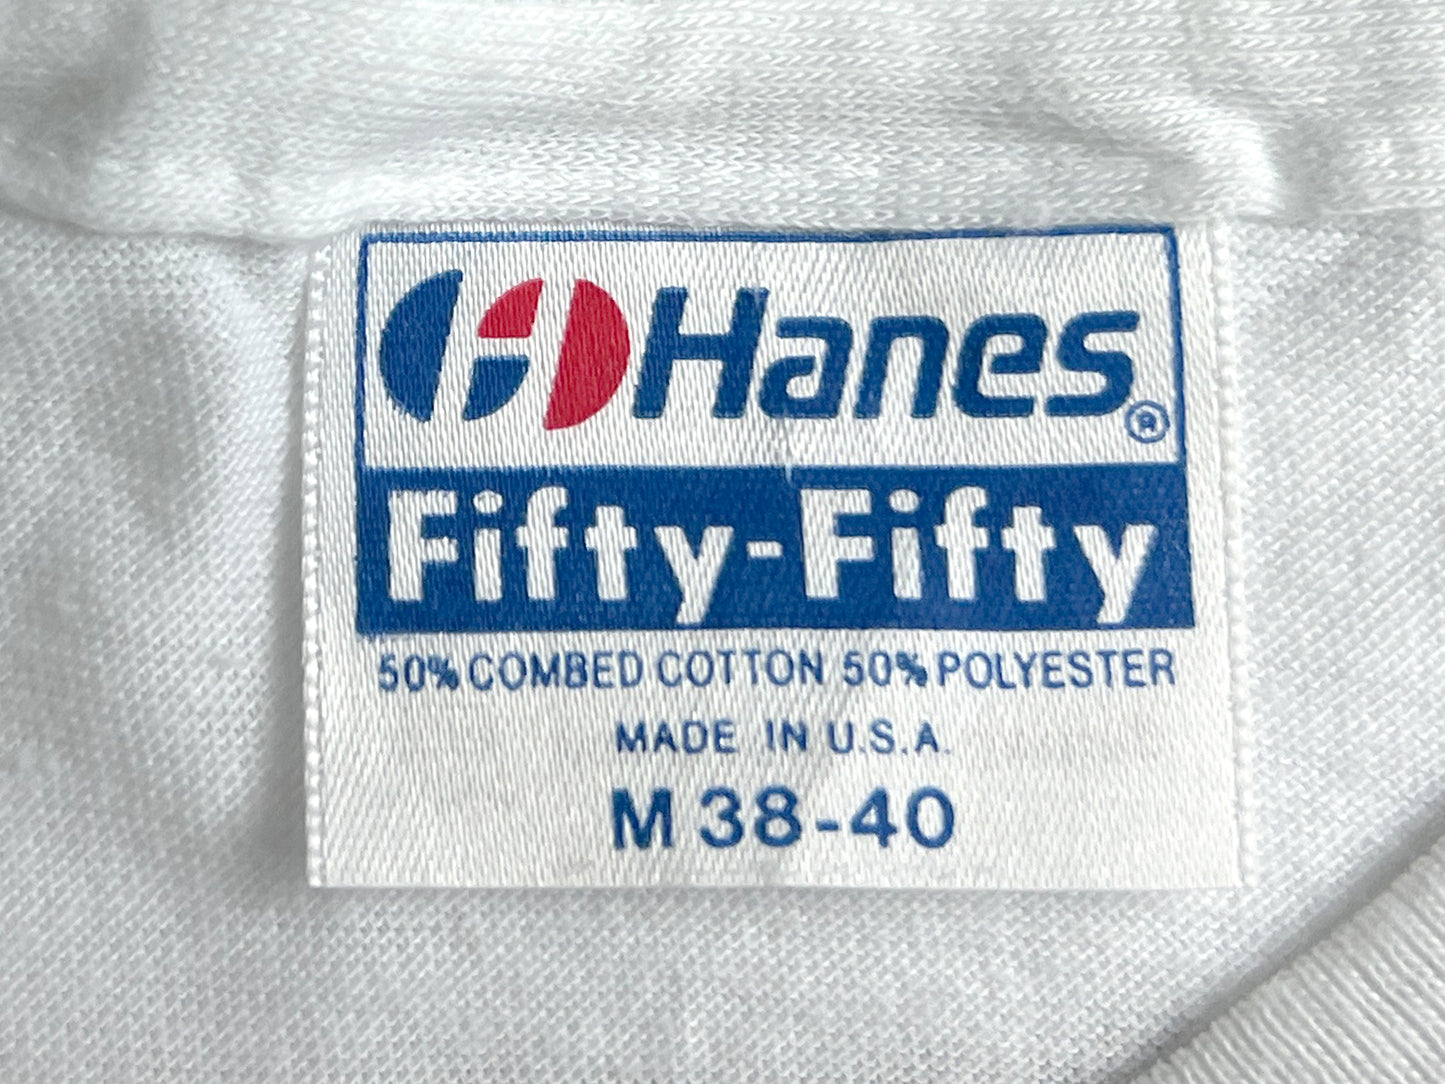 Hanes®
Fifty-Fifty
50% COMBED COTTON 50% POLYESTER
MADE IN U.S.A.
M 38-40